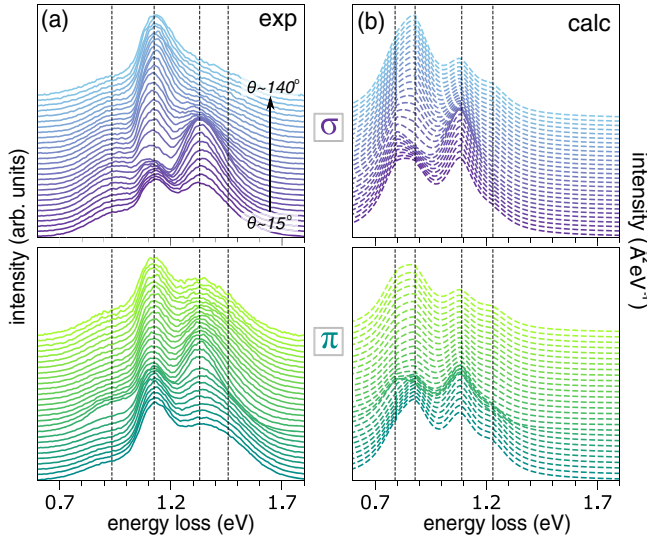 (a) exp
(b) calc
θ~140°
θ~15°
σ
π
intensity (arb. units)
intensity (Å²eV⁻¹)
0.7 1.2 1.7
0.7 1.2 1.7
energy loss (eV)
energy loss (eV)